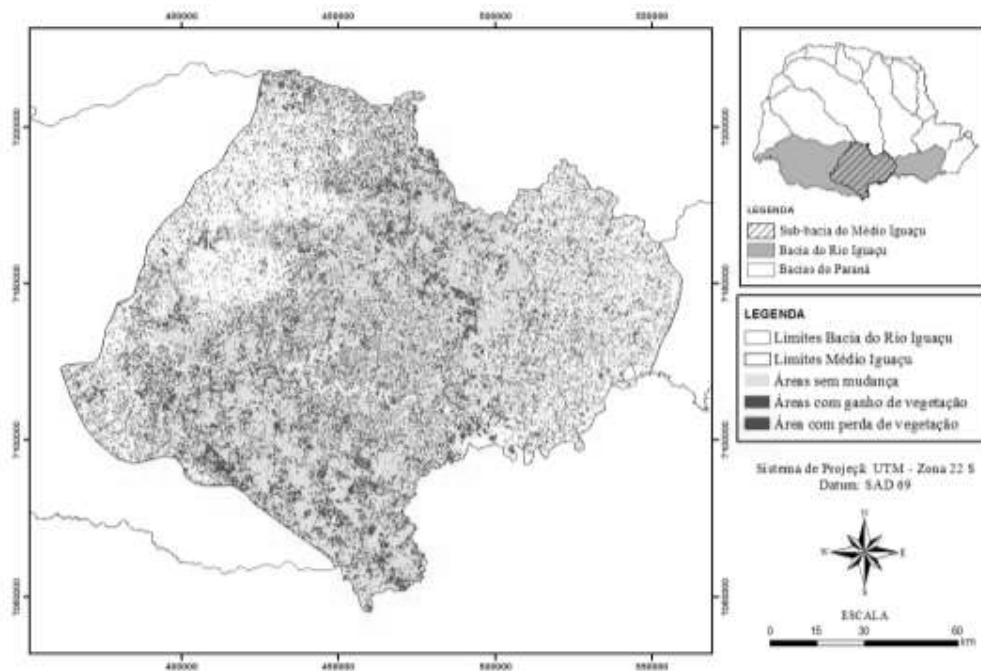 500000
LEGENDA
Sub-bacia do Médio Iguaçu
Bacia do Rio Iguaçu
Bacias do Paraná
LEGENDA
Limites Bacia do Rio Iguaçu
Limites Médio Iguaçu
Áreas sem mudança
Áreas com ganho de vegetação
Área com perda de vegetação
Sistema de Projeçã: UTM - Zona 22 S
Datum: SAD 69
W
E
S
ESCALA
0 15 30 60
km